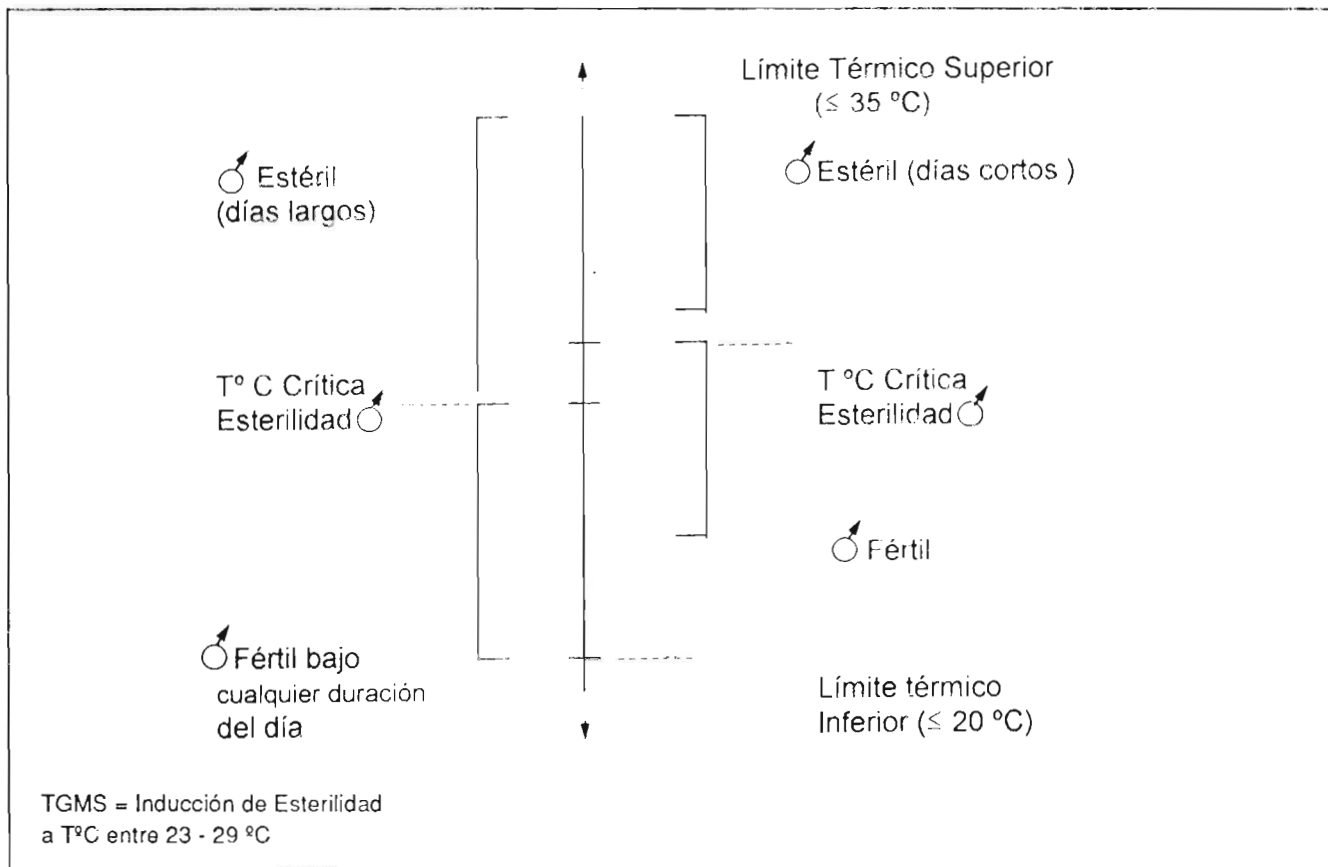 Límite Térmico Superior
(≤ 35 ºC)
♂ Estéril
(días largos)
♂ Estéril (días cortos )
Tº C Crítica
Esterilidad ♂
T ºC Crítica
Esterilidad ♂
♂ Fértil
♂ Fértil bajo
cualquier duración
del día
Límite térmico
Inferior (≤ 20 ºC)
TGMS = Inducción de Esterilidad
a TºC entre 23 - 29 ºC